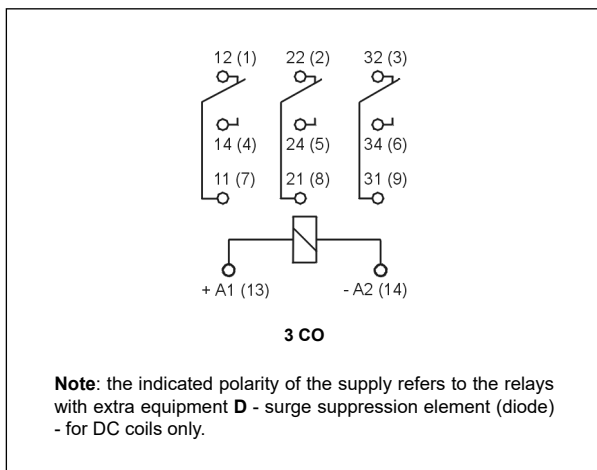 12 (1) 22 (2) 32 (3)
14 (4) 24 (5) 34 (6)
11 (7) 21 (8) 31 (9)
+ A1 (13) - A2 (14)
3 CO
Note: the indicated polarity of the supply refers to the relays
with extra equipment D - surge suppression element (diode)
- for DC coils only.